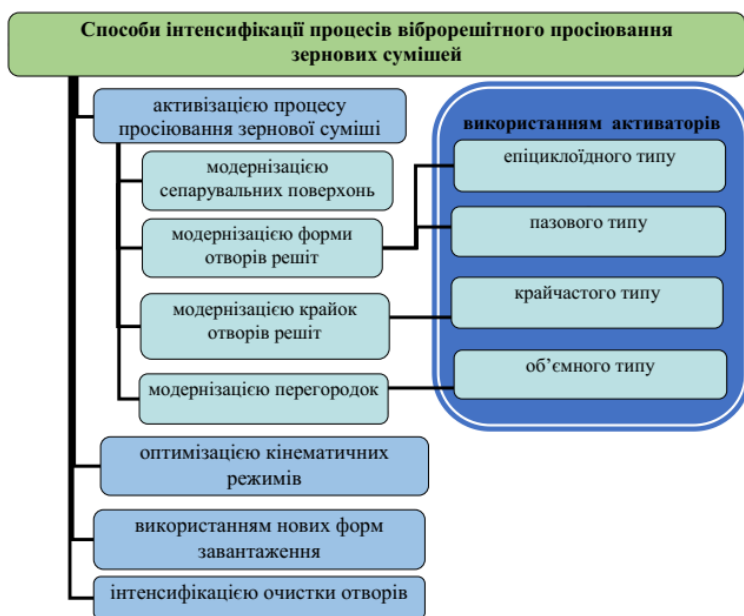 Способи інтенсифікації процесів віброрешітного просіювання
зернових сумішей
активізацією процесу
просіювання зернової суміші
використанням активаторів
модернізацією
сепарувальних поверхонь
епіциклоїдного типу
модернізацією форми
отворів решіт
пазового типу
модернізацією крайок
отворів решіт
крайчастого типу
модернізацією перегородок
об’ємного типу
оптимізацією кінематичних
режимів
використанням нових форм
завантаження
інтенсифікацією очистки отворів